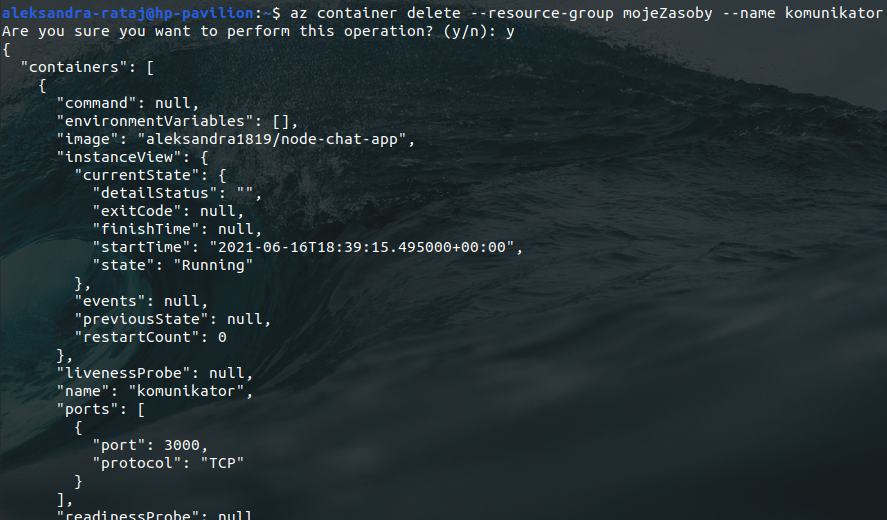 aleksandra-rataj@hp-pavilion:~$ az container delete --resource-group mojeZasoby --name komunikator
Are you sure you want to perform this operation? (y/n): y
{
  "containers": [
    {
      "command": null,
      "environmentVariables": [],
      "image": "aleksandra1819/node-chat-app",
      "instanceView": {
        "currentState": {
          "detailStatus": "",
          "exitCode": null,
          "finishTime": null,
          "startTime": "2021-06-16T18:39:15.495000+00:00",
          "state": "Running"
        },
        "events": null,
        "previousState": null,
        "restartCount": 0
      },
      "livenessProbe": null,
      "name": "komunikator",
      "ports": [
        {
          "port": 3000,
          "protocol": "TCP"
        }
      ],
      "readinessProbe": null